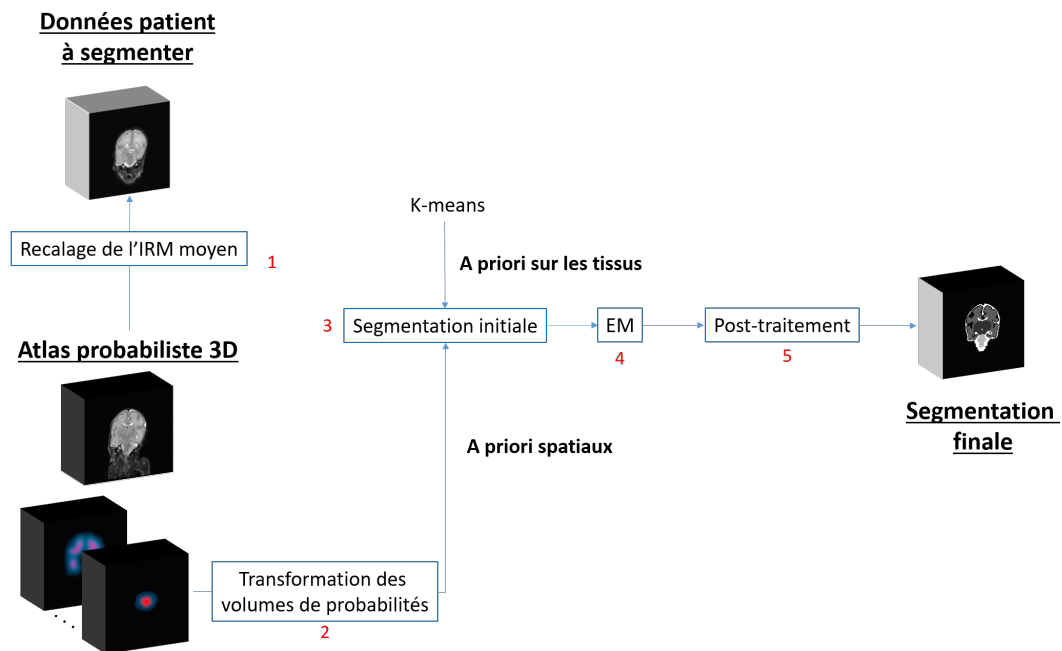 Données patient
à segmenter
Recalage de l'IRM moyen
1
Atlas probabiliste 3D
Transformation des
volumes de probabilités
2
K-means
A priori sur les tissus
3
Segmentation initiale
A priori spatiaux
EM
4
Post-traitement
5
Segmentation
finale